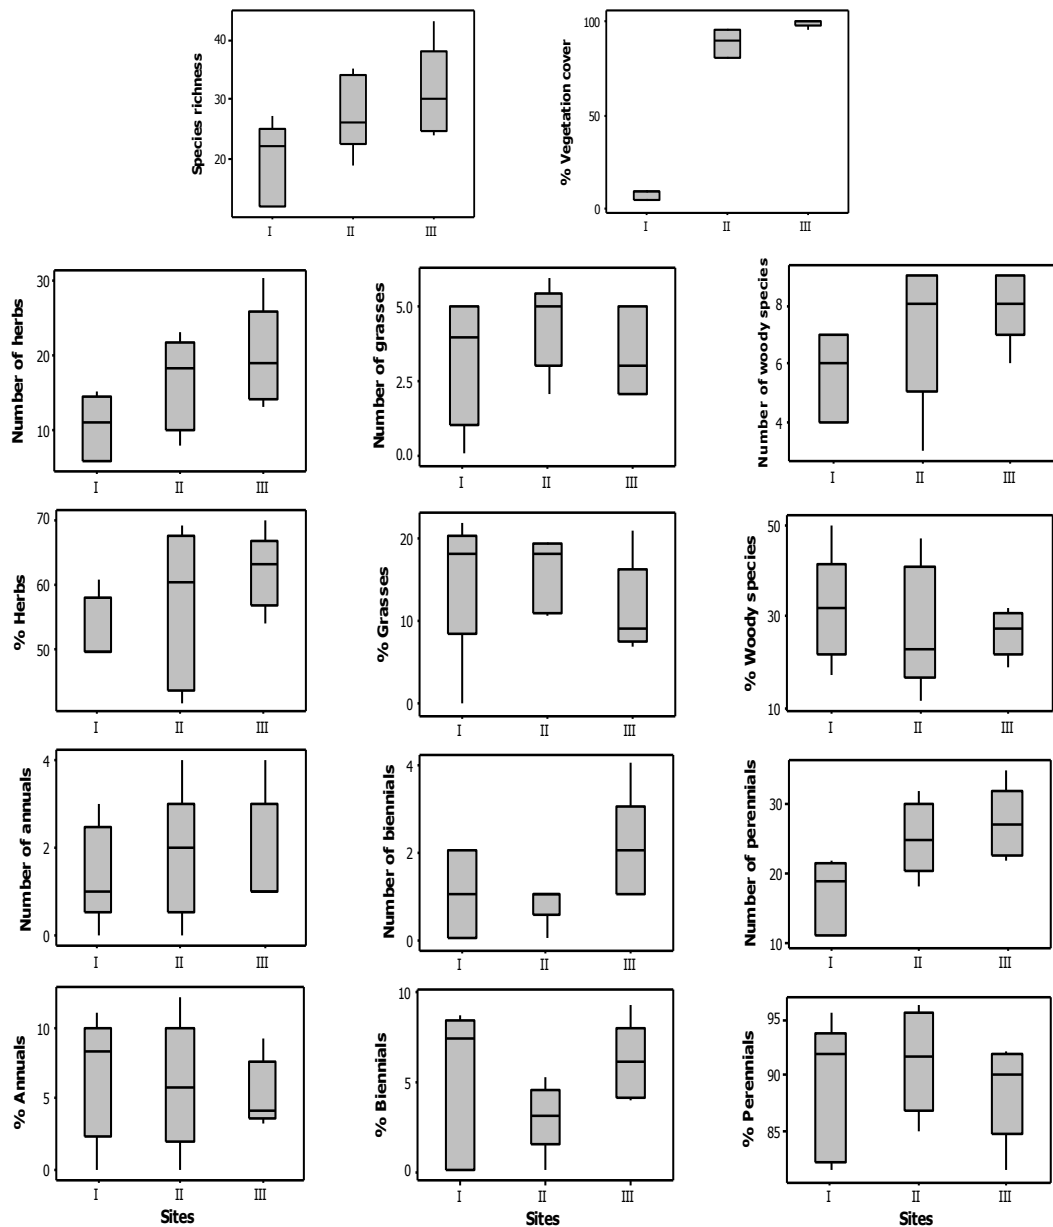 Species richness
40
30
20
I II III
% Vegetation cover
100
50
0
I II III
Number of herbs
30
20
10
I II III
Number of grasses
5.0
2.5
0.0
I II III
Number of woody species
8
6
4
I II III
% Herbs
70
60
50
I II III
% Grasses
20
10
0
I II III
% Woody species
50
30
10
I II III
Number of annuals
4
2
0
I II III
Number of biennials
4
2
0
I II III
Number of perennials
30
20
10
I II III
% Annuals
10
5
0
I II III
Sites
% Biennials
10
5
0
I II III
Sites
% Perennials
95
90
85
I II III
Sites